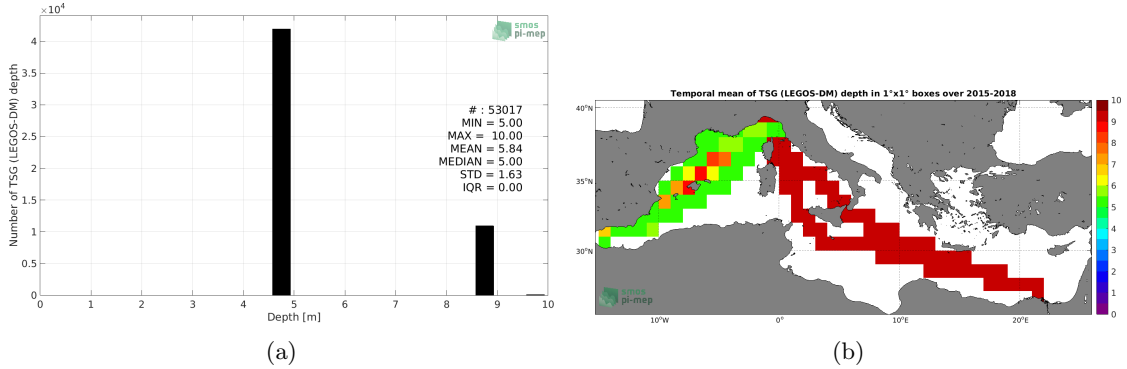 ×10⁴
smos
pi-mep
Number of TSG (LEGOS-DM) depth
4
3.5
3
2.5
2
1.5
1
0.5
0
# : 53017
MIN = 5.00
MAX = 10.00
MEAN = 5.84
MEDIAN = 5.00
STD = 1.63
IQR = 0.00
0 1 2 3 4 5 6 7 8 9 10
Depth [m]
(a)
Temporal mean of TSG (LEGOS-DM) depth in 1°x1° boxes over 2015-2018
40°N
35°N
30°N
10°W 0° 10°E 20°E
10
9
8
7
6
5
4
3
2
1
0
smos
pi-mep
(b)